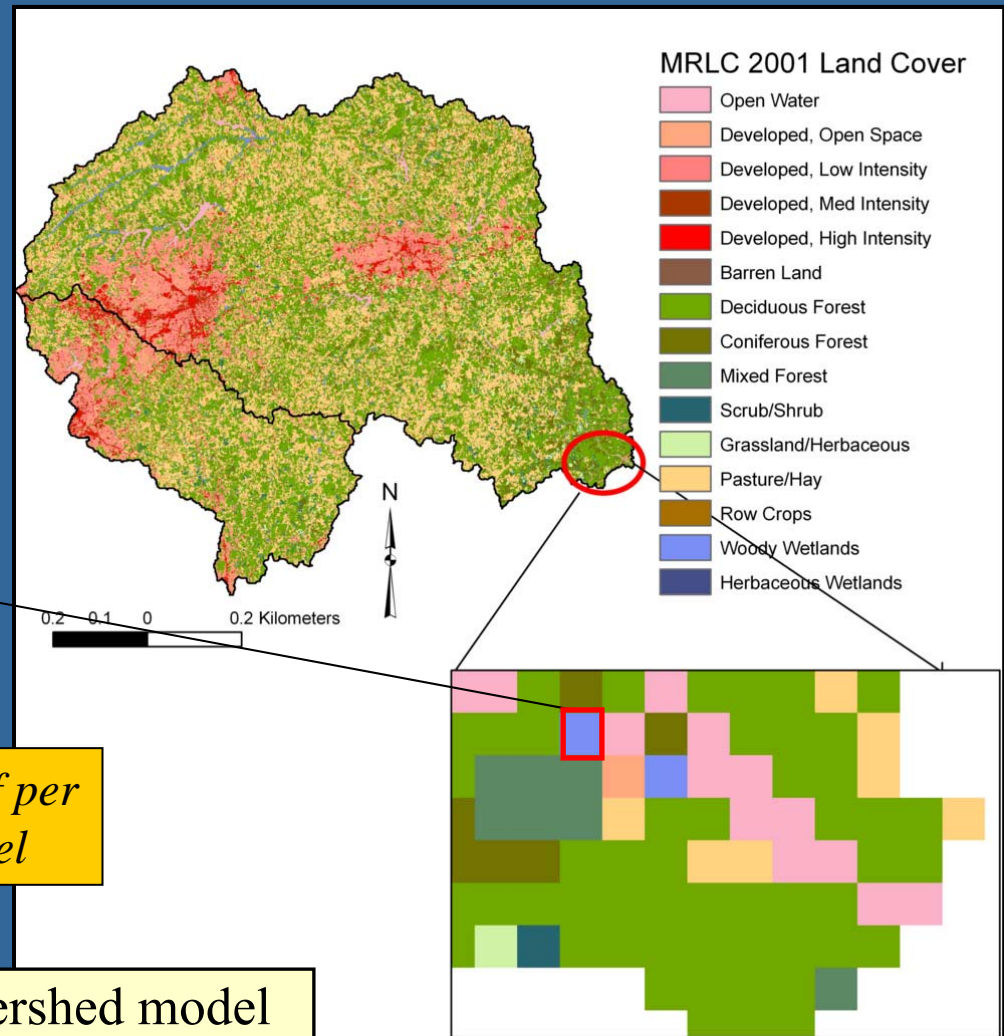 MRLC 2001 Land Cover
Open Water
Developed, Open Space
Developed, Low Intensity
Developed, Med Intensity
Developed, High Intensity
Barren Land
Deciduous Forest
Coniferous Forest
Mixed Forest
Scrub/Shrub
Grassland/Herbaceous
Pasture/Hay
Row Crops
Woody Wetlands
Herbaceous Wetlands
N
0.2 0.1 0 0.2 Kilometers
per
model